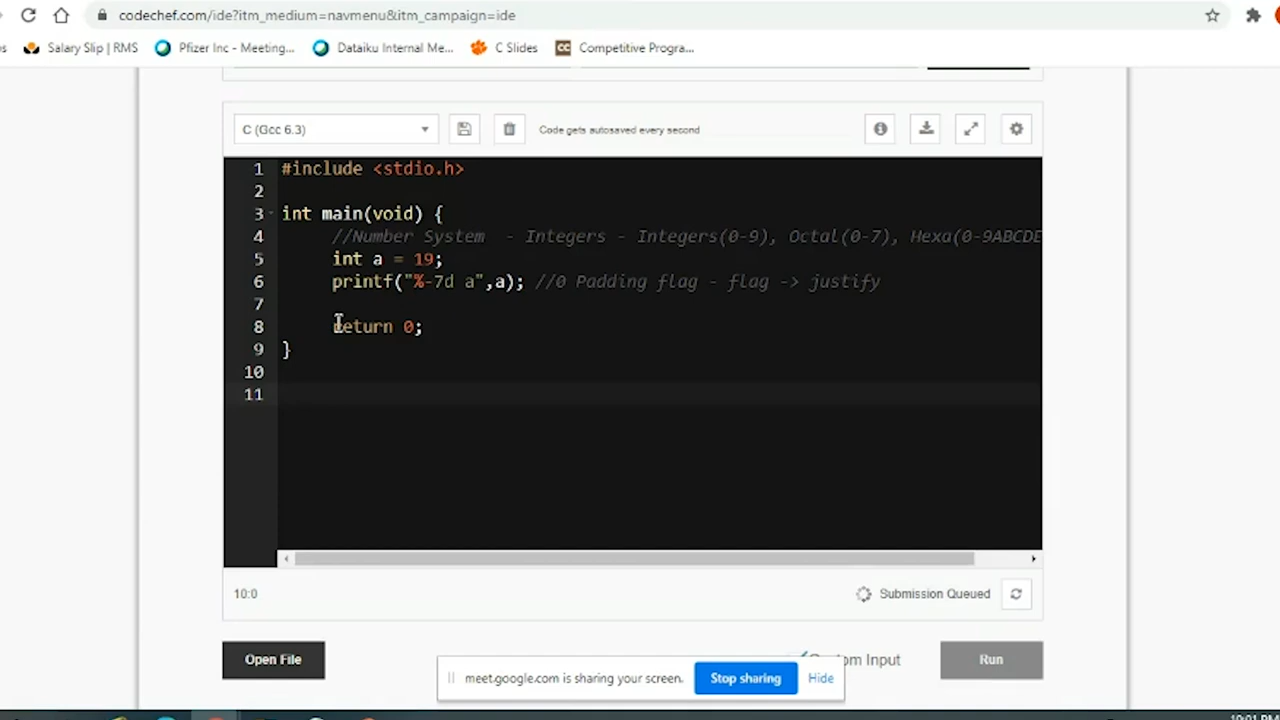 codechef.com/ide?itm_medium=navmenu&itm_campaign=ide
Salary Slip | RMS Pfizer Inc - Meeting... Dataiku Internal Me... C Slides CC Competitive Progra...
C (Gcc 6.3) Code gets autosaved every second
1 #include <stdio.h>
2
3 int main(void) {
4 //Number System - Integers - Integers(0-9), Octal(0-7), Hexa(0-9ABCDE
5 int a = 19;
6 printf("%-7d a",a); //0 Padding flag - flag -> justify
7
8 return 0;
9 }
10
11
10:0 Submission Queued
Open File Input Run
meet.google.com is sharing your screen. Stop sharing Hide